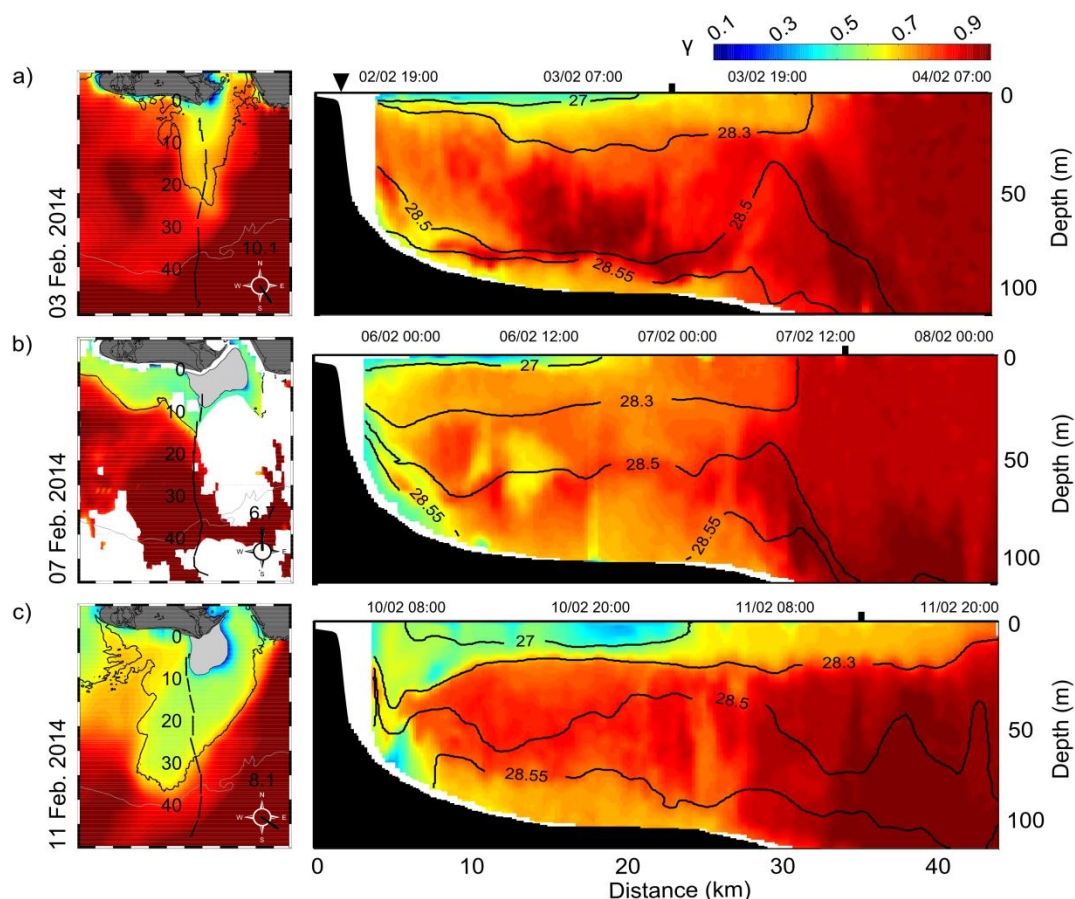 γ 0.1 0.3 0.5 0.7 0.9
a)
02/02 19:00 03/02 07:00 03/02 19:00 04/02 07:00
03 Feb. 2014
0
10
20
30
40
10.1
N
W E
S
27
28.3
28.5
28.5
28.55
0
50
100
Depth (m)
b)
06/02 00:00 06/02 12:00 07/02 00:00 07/02 12:00 08/02 00:00
07 Feb. 2014
0
10
20
30
40
6.7
N
W E
S
27
28.3
28.5
28.55
28.55
0
50
100
Depth (m)
c)
10/02 08:00 10/02 20:00 11/02 08:00 11/02 20:00
11 Feb. 2014
0
10
20
30
40
8.1
N
W E
S
27
28.3
28.5
28.55
0
50
100
Depth (m)
0 10 20 30 40
Distance (km)